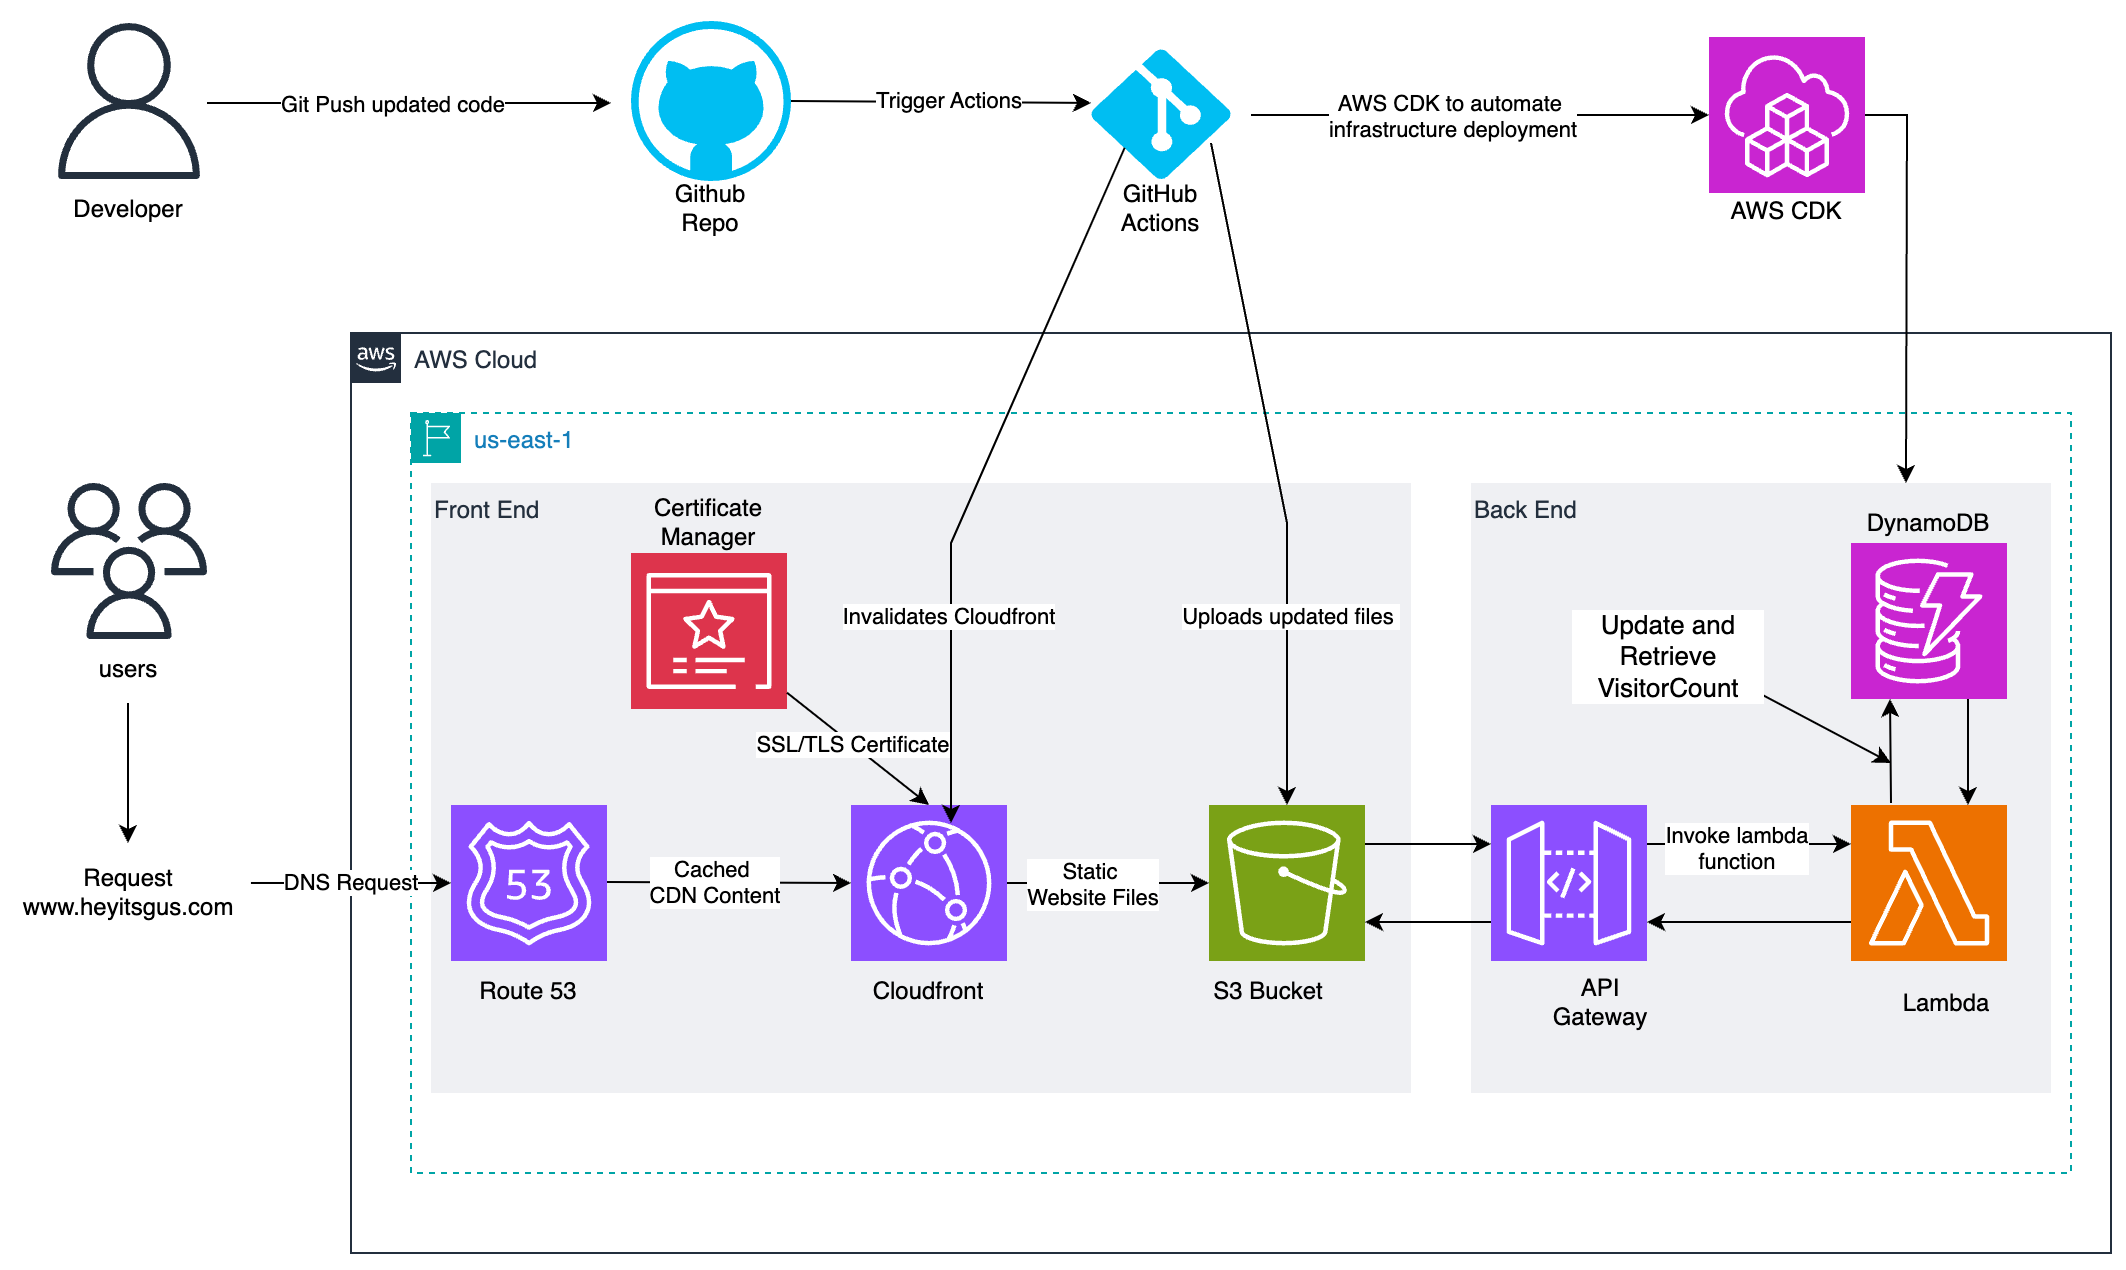 Git Push updated code
Trigger Actions
AWS CDK to automate
infrastructure deployment
Developer
Github
Repo
GitHub
Actions
AWS CDK
aws
AWS Cloud
us-east-1
Front End
Certificate
Manager
Back End
DynamoDB
Invalidates Cloudfront
Uploads updated files
Update and
Retrieve
VisitorCount
users
SSL/TLS Certificate
Request
www.heyitsgus.com
DNS Request
53
Cached
CDN Content
Static
Website Files
Invoke lambda
function
</>
Route 53
Cloudfront
S3 Bucket
API
Gateway
Lambda